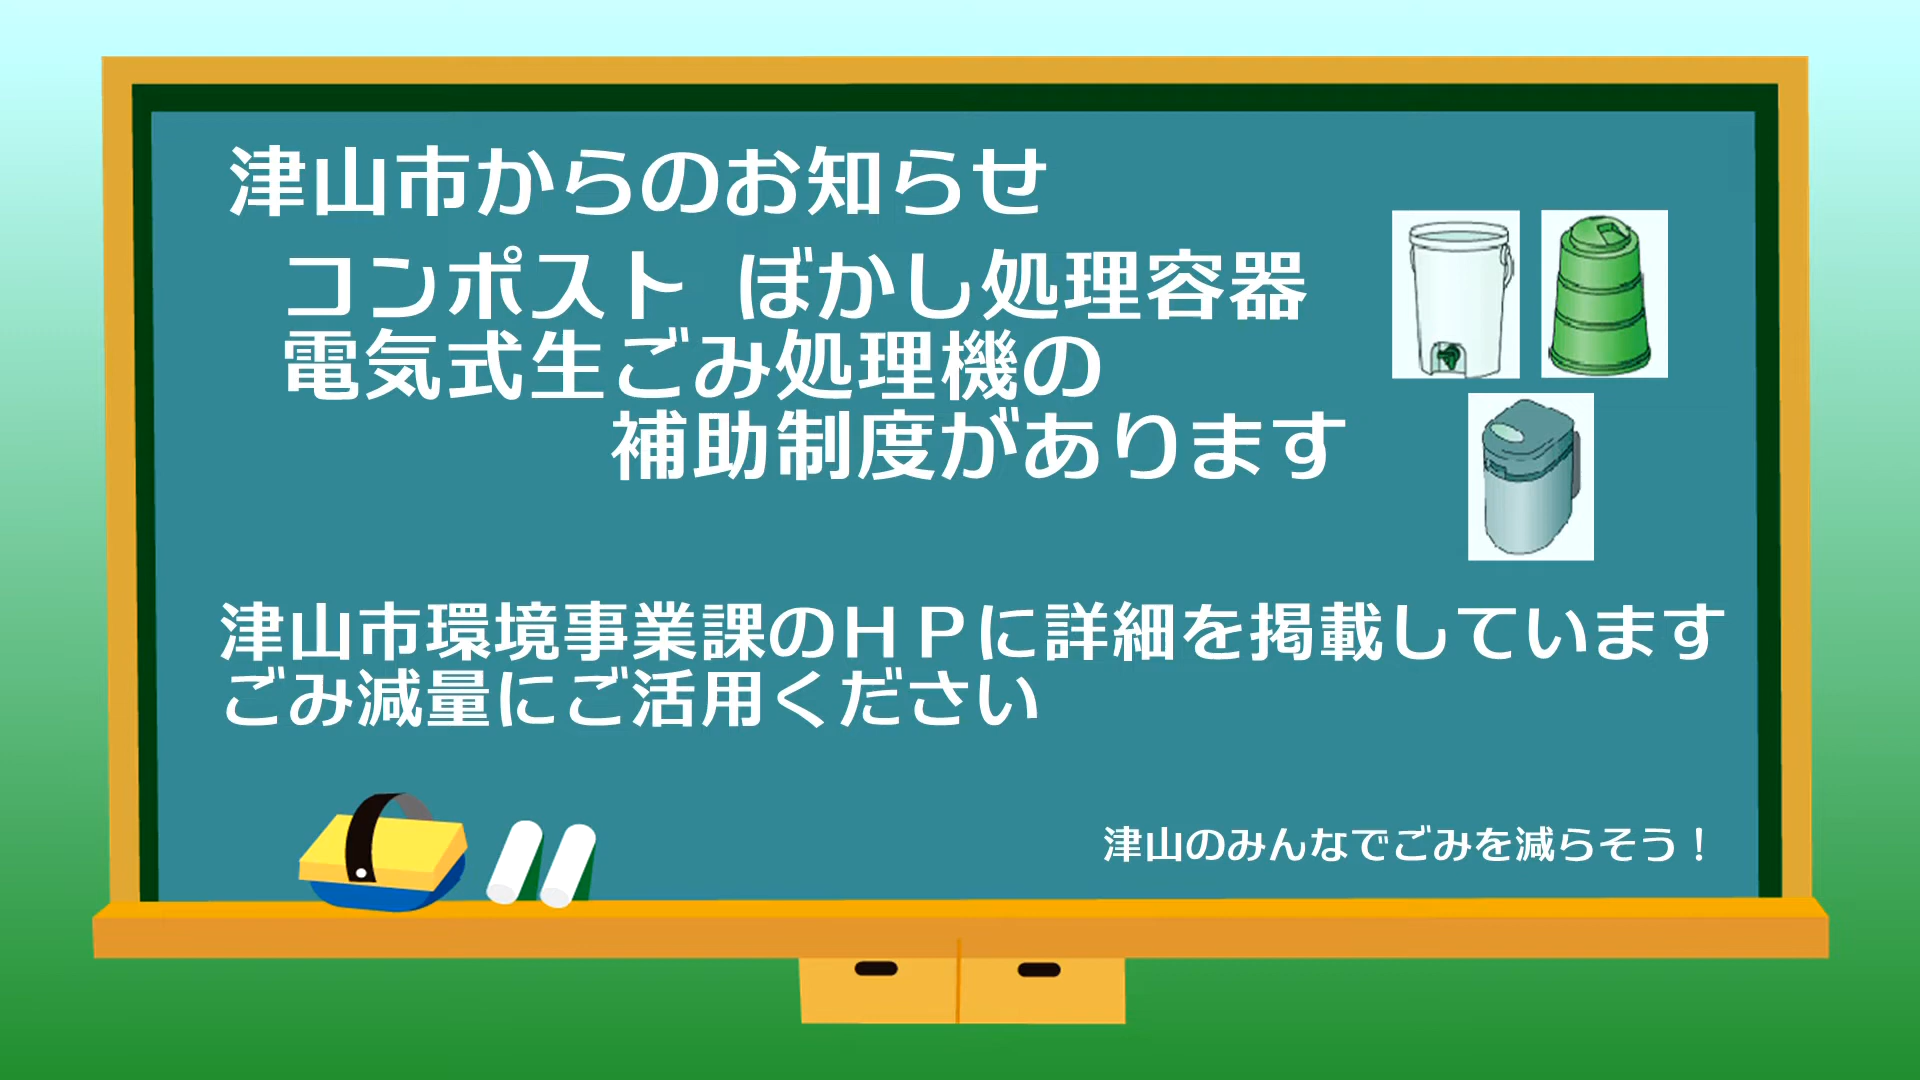 津山市からのお知らせ
コンポスト ぼかし処理容器
電気式生ごみ処理機の
補助制度があります
津山市環境事業課のＨＰに詳細を掲載しています
ごみ減量にご活用ください
津山のみんなでごみを減らそう！